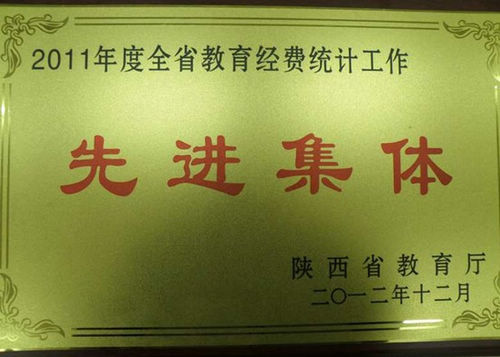 2011年度全省教育经费统计工作
先进集体
陕西省教育厅
二〇一二年十二月